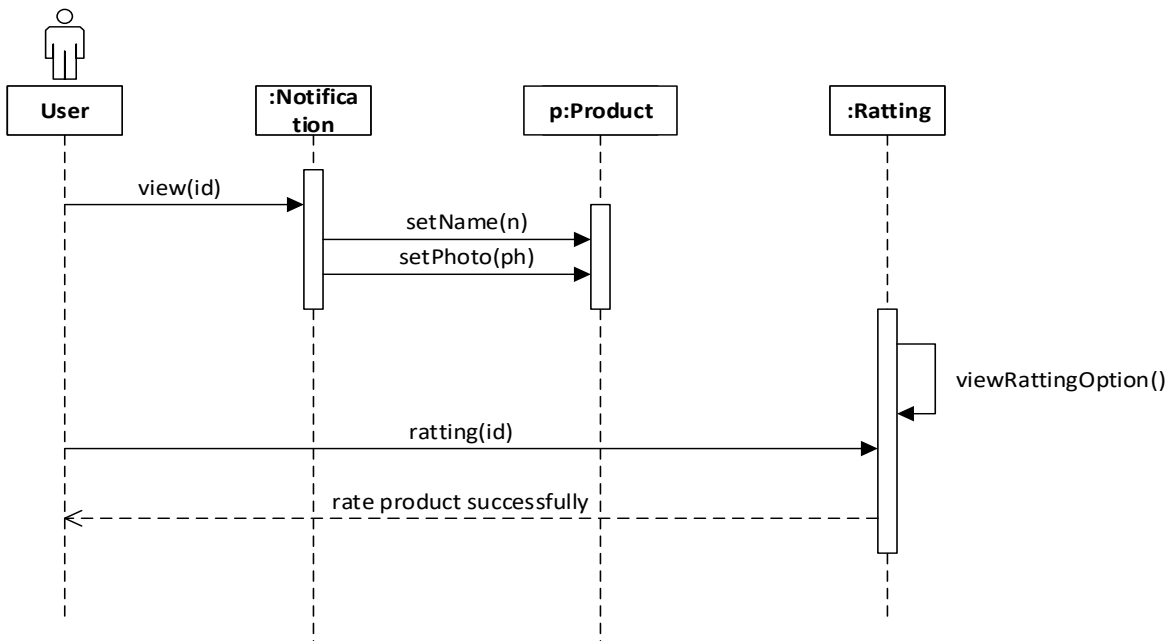 User
:Notifica
tion
p:Product
:Ratting
view(id)
setName(n)
setPhoto(ph)
viewRattingOption()
ratting(id)
rate product successfully